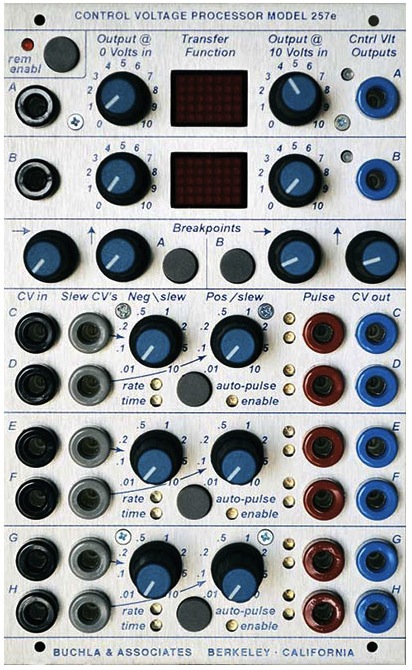 CONTROL VOLTAGE PROCESSOR MODEL 257e
rem
enabl
Output @
0 Volts in
Transfer
Function
Output @
10 Volts in
Cntrl Vlt
Outputs
A
0 1 2 3 4 5 6 7 8 9 10
0 1 2 3 4 5 6 7 8 9 10
A
B
0 1 2 3 4 5 6 7 8 9 10
0 1 2 3 4 5 6 7 8 9 10
B
Breakpoints
A
B
CV in
Slew CV's
Neg\slew
Pos/slew
Pulse
CV out
C
.01 .1 .2 .5 1 2 10
.01 .1 .2 .5 1 2 10
C
D
rate
time
auto-pulse
enable
D
E
.01 .1 .2 .5 1 2 10
.01 .1 .2 .5 1 2 10
E
F
rate
time
auto-pulse
enable
F
G
.01 .1 .2 .5 1 2 10
.01 .1 .2 .5 1 2 10
G
H
rate
time
auto-pulse
enable
H
BUCHLA & ASSOCIATES BERKELEY · CALIFORNIA